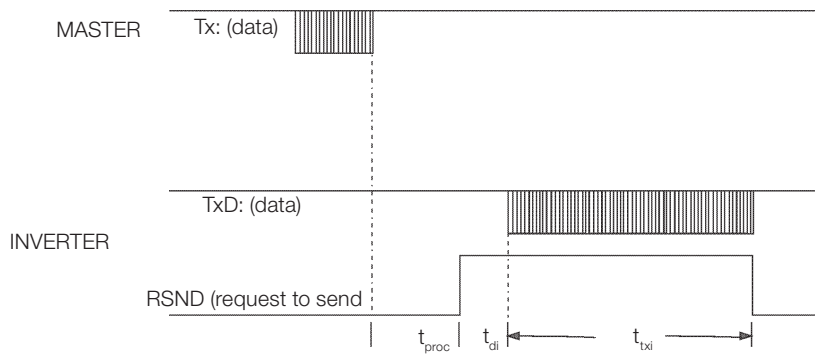 MASTER
Tx: (data)
TxD: (data)
INVERTER
RSND (request to send
tproc
tdi
ttxi